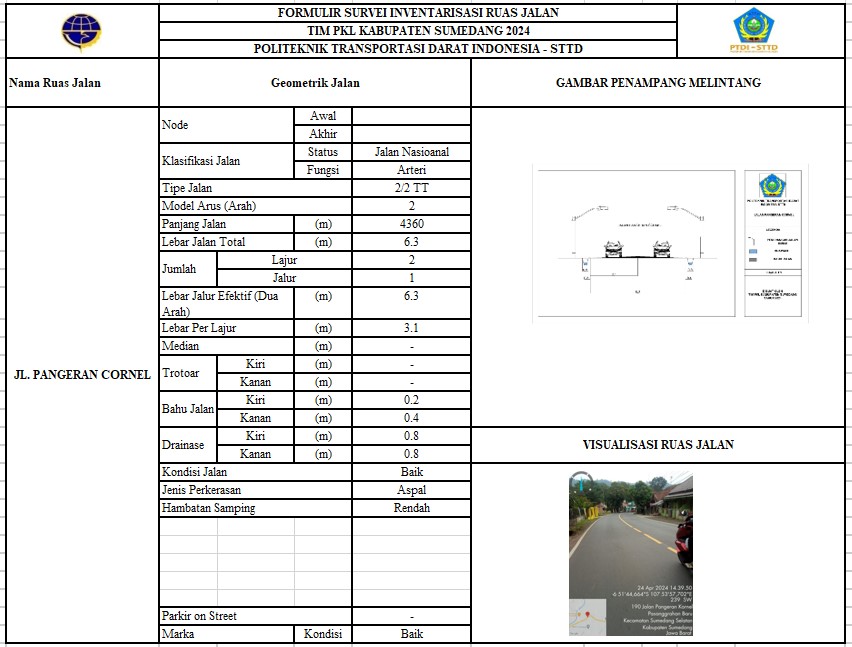 FORMULIR SURVEI INVENTARISASI RUAS JALAN
TIM PKL KABUPATEN SUMEDANG 2024
POLITEKNIK TRANSPORTASI DARAT INDONESIA - STTD
PTDI - STTD
Nama Ruas Jalan
Geometrik Jalan
GAMBAR PENAMPANG MELINTANG
JL. PANGERAN CORNEL
Node
Awal
Akhir
Klasifikasi Jalan
Status
Jalan Nasioanal
Fungsi
Arteri
Tipe Jalan
2/2 TT
Model Arus (Arah)
2
Panjang Jalan
(m)
4360
Lebar Jalan Total
(m)
6.3
Jumlah
Lajur
2
Jalur
1
Lebar Jalur Efektif (Dua
Arah)
(m)
6.3
Lebar Per Lajur
(m)
3.1
Median
(m)
-
Trotoar
Kiri
(m)
-
Kanan
(m)
-
Bahu Jalan
Kiri
(m)
0.2
Kanan
(m)
0.4
Drainase
Kiri
(m)
0.8
Kanan
(m)
0.8
Kondisi Jalan
Baik
Jenis Perkerasan
Aspal
Hambatan Samping
Rendah
Parkir on Street
-
Marka
Kondisi
Baik
VISUALISASI RUAS JALAN
24 Apr 2024 14.39.50
6 51'44,664"S 107 53'57,702"E
239 SW
190 Jalan Pangeran Kornel
Pasanggrahan Baru
Kecamatan Sumedang Selatan
Kabupaten Sumedang
Jawa Barat